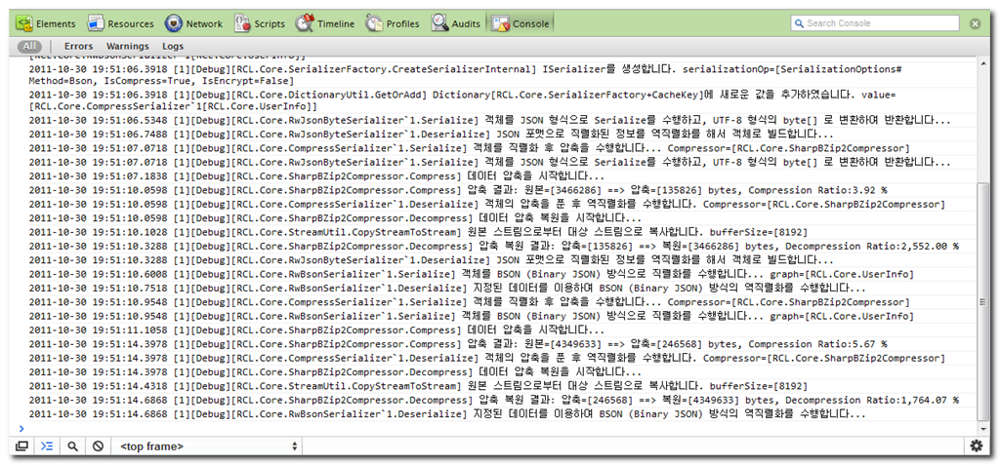 Elements Resources Network Scripts Timeline Profiles Audits Console Search Console
All Errors Warnings Logs
[RCL.Core.RwBsonSerializer`1[RCL.Core.UserInfo]]
2011-10-30 19:51:06.3918 [1][Debug][RCL.Core.SerializerFactory.CreateSerializerInternal] ISerializer를 생성합니다. serializationOp=[SerializationOptions#
Method=Bson, IsCompress=True, IsEncrypt=False]
2011-10-30 19:51:06.3918 [1][Debug][RCL.Core.DictionaryUtil.GetOrAdd] Dictionary[RCL.Core.SerializerFactory+CacheKey]에 새로운 값을 추가하였습니다. value=
[RCL.Core.CompressSerializer`1[RCL.Core.UserInfo]]
2011-10-30 19:51:06.5348 [1][Debug][RCL.Core.RwJsonByteSerializer`1.Serialize] 객체를 JSON 형식으로 Serialize를 수행하고, UTF-8 형식의 byte[] 로 변환하여 반환합니다...
2011-10-30 19:51:06.7488 [1][Debug][RCL.Core.RwJsonByteSerializer`1.Deserialize] JSON 포맷으로 직렬화된 정보를 역직렬화를 해서 객체로 빌드합니다...
2011-10-30 19:51:07.0718 [1][Debug][RCL.Core.CompressSerializer`1.Serialize] 객체를 직렬화 후 압축을 수행합니다... Compressor=[RCL.Core.SharpBZip2Compressor]
2011-10-30 19:51:07.0718 [1][Debug][RCL.Core.RwJsonByteSerializer`1.Serialize] 객체를 JSON 형식으로 Serialize를 수행하고, UTF-8 형식의 byte[] 로 변환하여 반환합니다...
2011-10-30 19:51:07.1838 [1][Debug][RCL.Core.SharpBZip2Compressor.Compress] 데이터 압축을 시작합니다...
2011-10-30 19:51:10.0598 [1][Debug][RCL.Core.SharpBZip2Compressor.Compress] 압축 결과: 원본=[3466286] ==> 압축=[135826] bytes, Compression Ratio:3.92 %
2011-10-30 19:51:10.0598 [1][Debug][RCL.Core.CompressSerializer`1.Deserialize] 객체의 압축을 푼 후 역직렬화를 수행합니다. Compressor=[RCL.Core.SharpBZip2Compressor]
2011-10-30 19:51:10.0598 [1][Debug][RCL.Core.SharpBZip2Compressor.Decompress] 데이터 압축 복원을 시작합니다...
2011-10-30 19:51:10.1028 [1][Debug][RCL.Core.StreamUtil.CopyStreamToStream] 원본 스트림으로부터 대상 스트림으로 복사합니다. bufferSize=[8192]
2011-10-30 19:51:10.3288 [1][Debug][RCL.Core.SharpBZip2Compressor.Decompress] 압축 복원 결과: 압축=[135826] ==> 복원=[3466286] bytes, Decompression Ratio:2,552.00 %
2011-10-30 19:51:10.3288 [1][Debug][RCL.Core.RwJsonByteSerializer`1.Deserialize] JSON 포맷으로 직렬화된 정보를 역직렬화를 해서 객체로 빌드합니다...
2011-10-30 19:51:10.6008 [1][Debug][RCL.Core.RwBsonSerializer`1.Serialize] 객체를 BSON (Binary JSON) 방식으로 직렬화를 수행합니다... graph=[RCL.Core.UserInfo]
2011-10-30 19:51:10.7518 [1][Debug][RCL.Core.RwBsonSerializer`1.Deserialize] 지정된 데이터를 이용하여 BSON (Binary JSON) 방식의 역직렬화를 수행합니다...
2011-10-30 19:51:10.9548 [1][Debug][RCL.Core.CompressSerializer`1.Serialize] 객체를 직렬화 후 압축을 수행합니다... Compressor=[RCL.Core.SharpBZip2Compressor]
2011-10-30 19:51:10.9548 [1][Debug][RCL.Core.RwBsonSerializer`1.Serialize] 객체를 BSON (Binary JSON) 방식으로 직렬화를 수행합니다... graph=[RCL.Core.UserInfo]
2011-10-30 19:51:11.1058 [1][Debug][RCL.Core.SharpBZip2Compressor.Compress] 데이터 압축을 시작합니다...
2011-10-30 19:51:14.3978 [1][Debug][RCL.Core.SharpBZip2Compressor.Compress] 압축 결과: 원본=[4349633] ==> 압축=[246568] bytes, Compression Ratio:5.67 %
2011-10-30 19:51:14.3978 [1][Debug][RCL.Core.CompressSerializer`1.Deserialize] 객체의 압축을 푼 후 역직렬화를 수행합니다. Compressor=[RCL.Core.SharpBZip2Compressor]
2011-10-30 19:51:14.3978 [1][Debug][RCL.Core.SharpBZip2Compressor.Decompress] 데이터 압축 복원을 시작합니다...
2011-10-30 19:51:14.4318 [1][Debug][RCL.Core.StreamUtil.CopyStreamToStream] 원본 스트림으로부터 대상 스트림으로 복사합니다. bufferSize=[8192]
2011-10-30 19:51:14.6868 [1][Debug][RCL.Core.SharpBZip2Compressor.Decompress] 압축 복원 결과: 압축=[246568] ==> 복원=[4349633] bytes, Decompression Ratio:1,764.07 %
2011-10-30 19:51:14.6868 [1][Debug][RCL.Core.RwBsonSerializer`1.Deserialize] 지정된 데이터를 이용하여 BSON (Binary JSON) 방식의 역직렬화를 수행합니다...
<top frame>